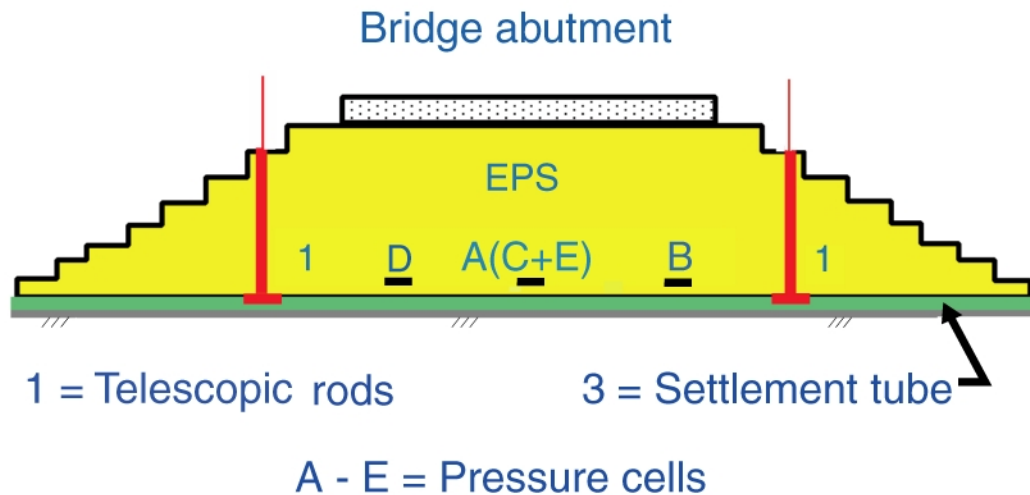 Bridge abutment
EPS
1 D A(C+E) B 1
1 = Telescopic rods 3 = Settlement tube
A - E = Pressure cells